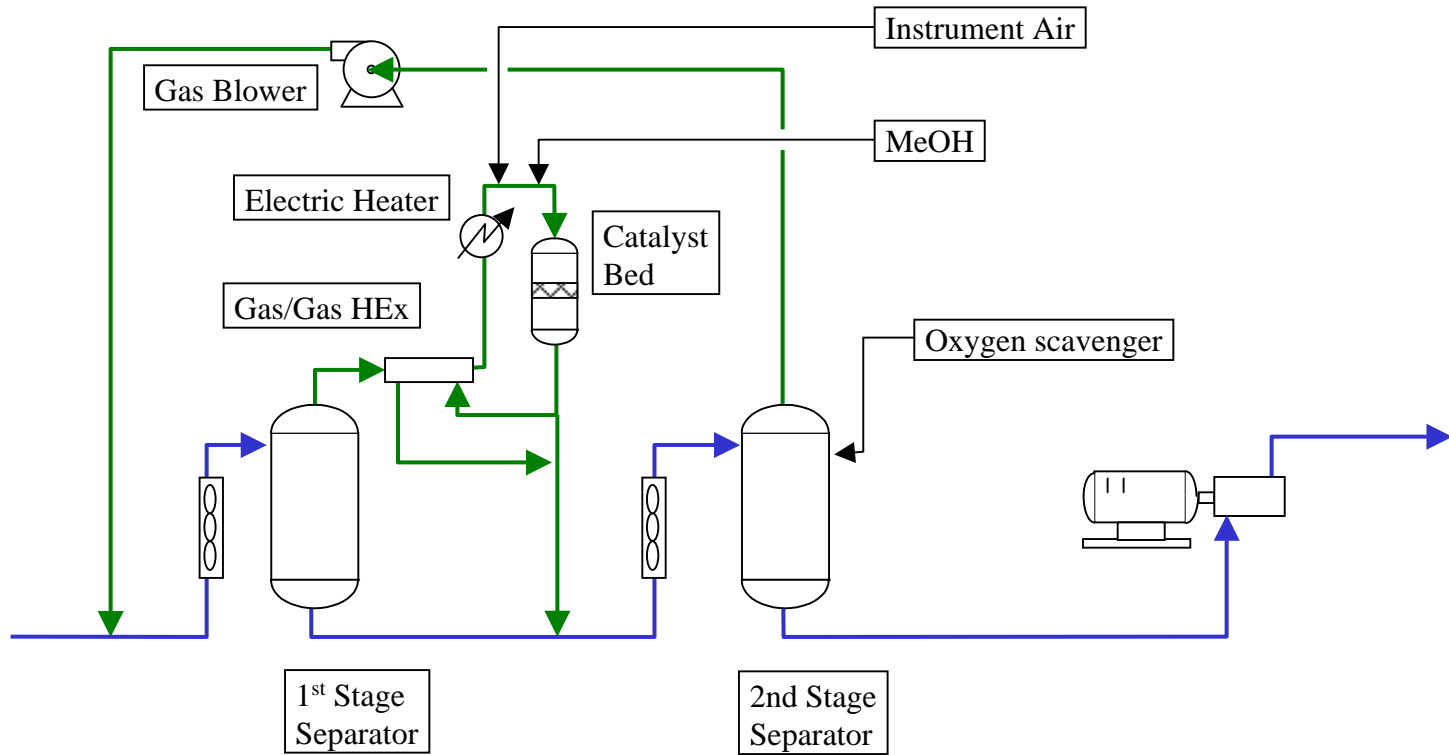 Instrument Air
Gas Blower
MeOH
Electric Heater
Catalyst
Bed
Gas/Gas HEx
Oxygen scavenger
1st Stage
Separator
2nd Stage
Separator